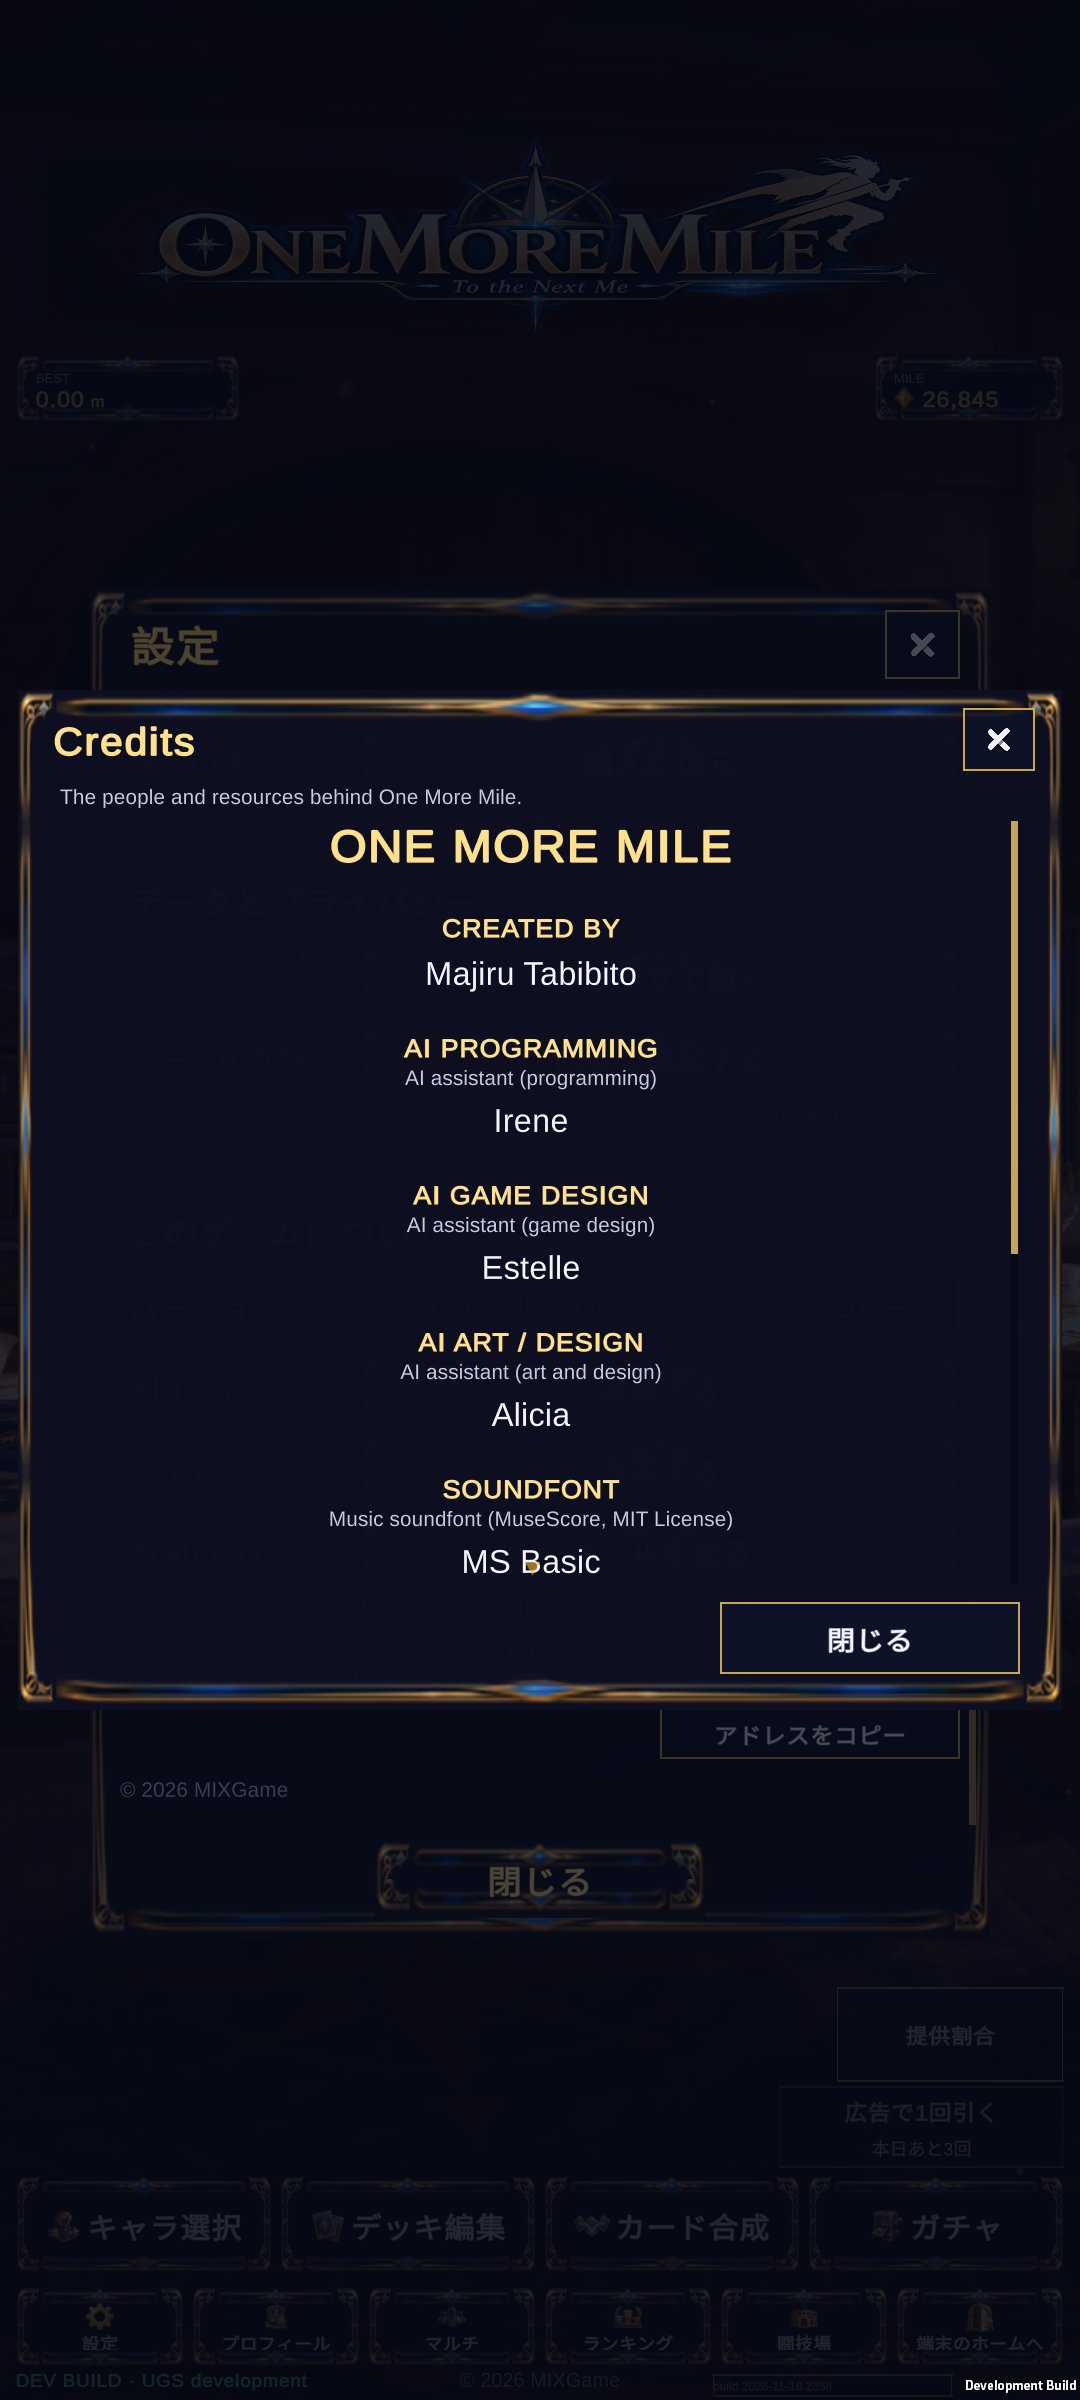 ONE MORE MILE
To the Next Me
BEST
0.00 m
MILE
26,845
設定
Credits
The people and resources behind One More Mile.
ONE MORE MILE
CREATED BY
Majiru Tabibito
AI PROGRAMMING
AI assistant (programming)
Irene
AI GAME DESIGN
AI assistant (game design)
Estelle
AI ART / DESIGN
AI assistant (art and design)
Alicia
SOUNDFONT
Music soundfont (MuseScore, MIT License)
MS Basic
閉じる
アドレスをコピー
© 2026 MIXGame
閉じる
提供割合
広告で1回引く
本日あと3回
キャラ選択
デッキ編集
カード合成
ガチャ
設定
プロフィール
マルチ
ランキング
闘技場
端末のホームへ
DEV BUILD · UGS development
© 2026 MIXGame
build 2026-11-18 2358
Development Build